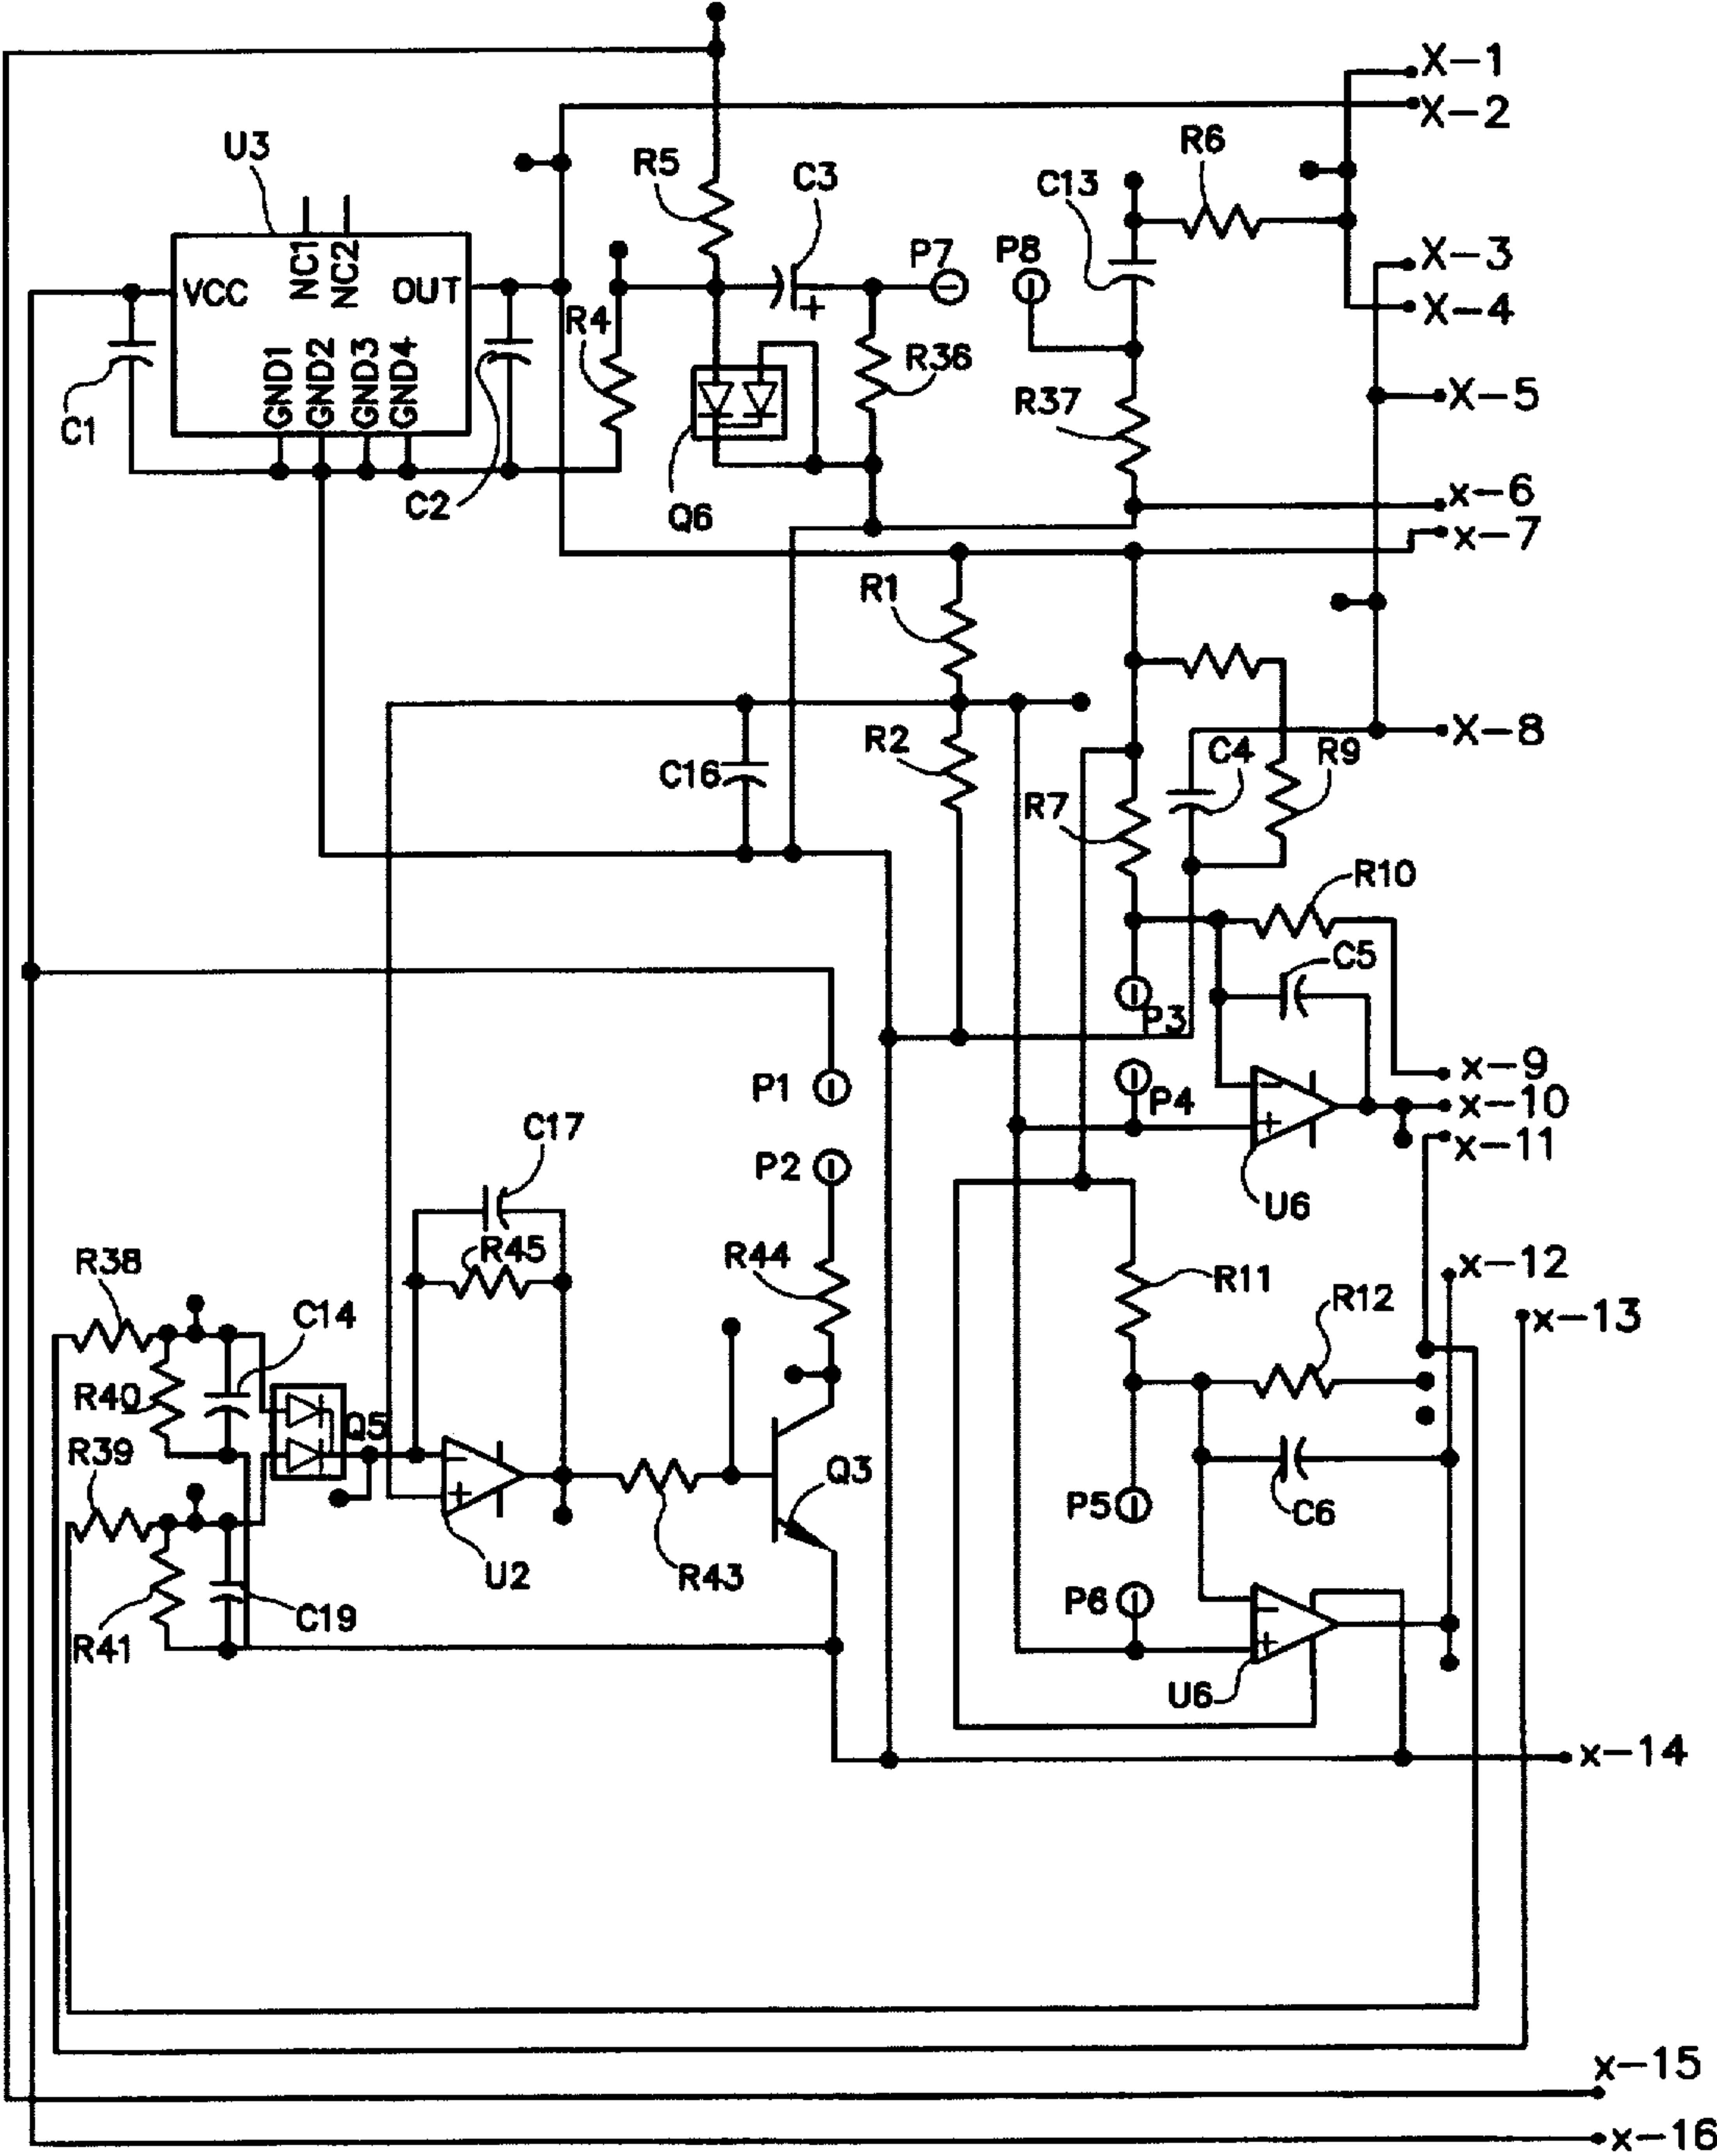 X-1
X-2
U3
R5
C3
C13
R6
NC1
NC2
VCC
OUT
P7
P8
X-3
X-4
R4
GND1
GND2
GND3
GND4
R36
R37
X-5
C1
C2
Q6
x-6
x-7
R1
R2
C16
C4
R9
X-8
R7
R10
C5
P3
x-9
P1
P4
x-10
C17
x-11
P2
U6
R38
R45
R44
R11
x-12
C14
R12
x-13
R40
Q5
R39
Q3
P5
C6
U2
R43
P6
C19
R41
U6
x-14
x-15
x-16
- +
- +
- +
+